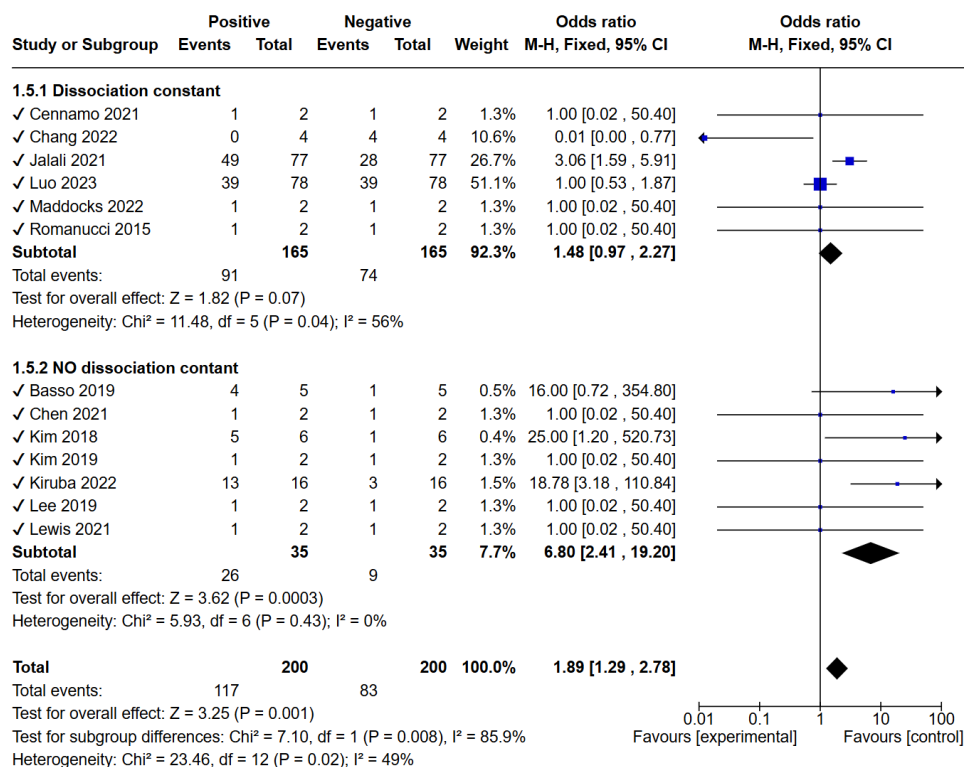 Positive Negative Odds ratio Odds ratio
Study or Subgroup Events Total Events Total Weight M-H, Fixed, 95% CI M-H, Fixed, 95% CI
1.5.1 Dissociation constant
✓ Cennamo 2021 1 2 1 2 1.3% 1.00 [0.02 , 50.40]
✓ Chang 2022 0 4 4 4 10.6% 0.01 [0.00 , 0.77]
✓ Jalali 2021 49 77 28 77 26.7% 3.06 [1.59 , 5.91]
✓ Luo 2023 39 78 39 78 51.1% 1.00 [0.53 , 1.87]
✓ Maddocks 2022 1 2 1 2 1.3% 1.00 [0.02 , 50.40]
✓ Romanucci 2015 1 2 1 2 1.3% 1.00 [0.02 , 50.40]
Subtotal 165 165 92.3% 1.48 [0.97 , 2.27]
Total events: 91 74
Test for overall effect: Z = 1.82 (P = 0.07)
Heterogeneity: Chi² = 11.48, df = 5 (P = 0.04); I² = 56%
1.5.2 NO dissociation contant
✓ Basso 2019 4 5 1 5 0.5% 16.00 [0.72 , 354.80]
✓ Chen 2021 1 2 1 2 1.3% 1.00 [0.02 , 50.40]
✓ Kim 2018 5 6 1 6 0.4% 25.00 [1.20 , 520.73]
✓ Kim 2019 1 2 1 2 1.3% 1.00 [0.02 , 50.40]
✓ Kiruba 2022 13 16 3 16 1.5% 18.78 [3.18 , 110.84]
✓ Lee 2019 1 2 1 2 1.3% 1.00 [0.02 , 50.40]
✓ Lewis 2021 1 2 1 2 1.3% 1.00 [0.02 , 50.40]
Subtotal 35 35 7.7% 6.80 [2.41 , 19.20]
Total events: 26 9
Test for overall effect: Z = 3.62 (P = 0.0003)
Heterogeneity: Chi² = 5.93, df = 6 (P = 0.43); I² = 0%
Total 200 200 100.0% 1.89 [1.29 , 2.78]
Total events: 117 83
Test for overall effect: Z = 3.25 (P = 0.001)
Test for subgroup differences: Chi² = 7.10, df = 1 (P = 0.008), I² = 85.9%
Heterogeneity: Chi² = 23.46, df = 12 (P = 0.02); I² = 49%
0.01 0.1 1 10 100
Favours [experimental] Favours [control]